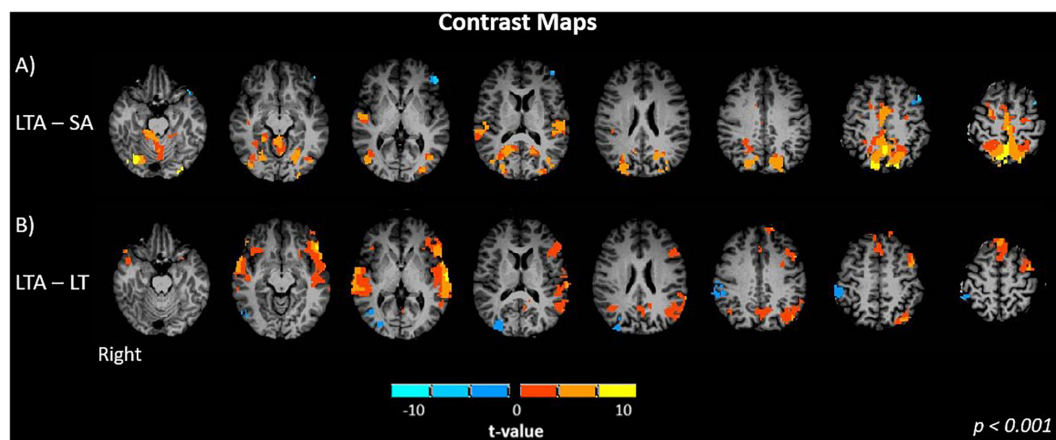 Contrast Maps
A)
LTA – SA
B)
LTA – LT
Right
-10 0 10
t-value
p < 0.001